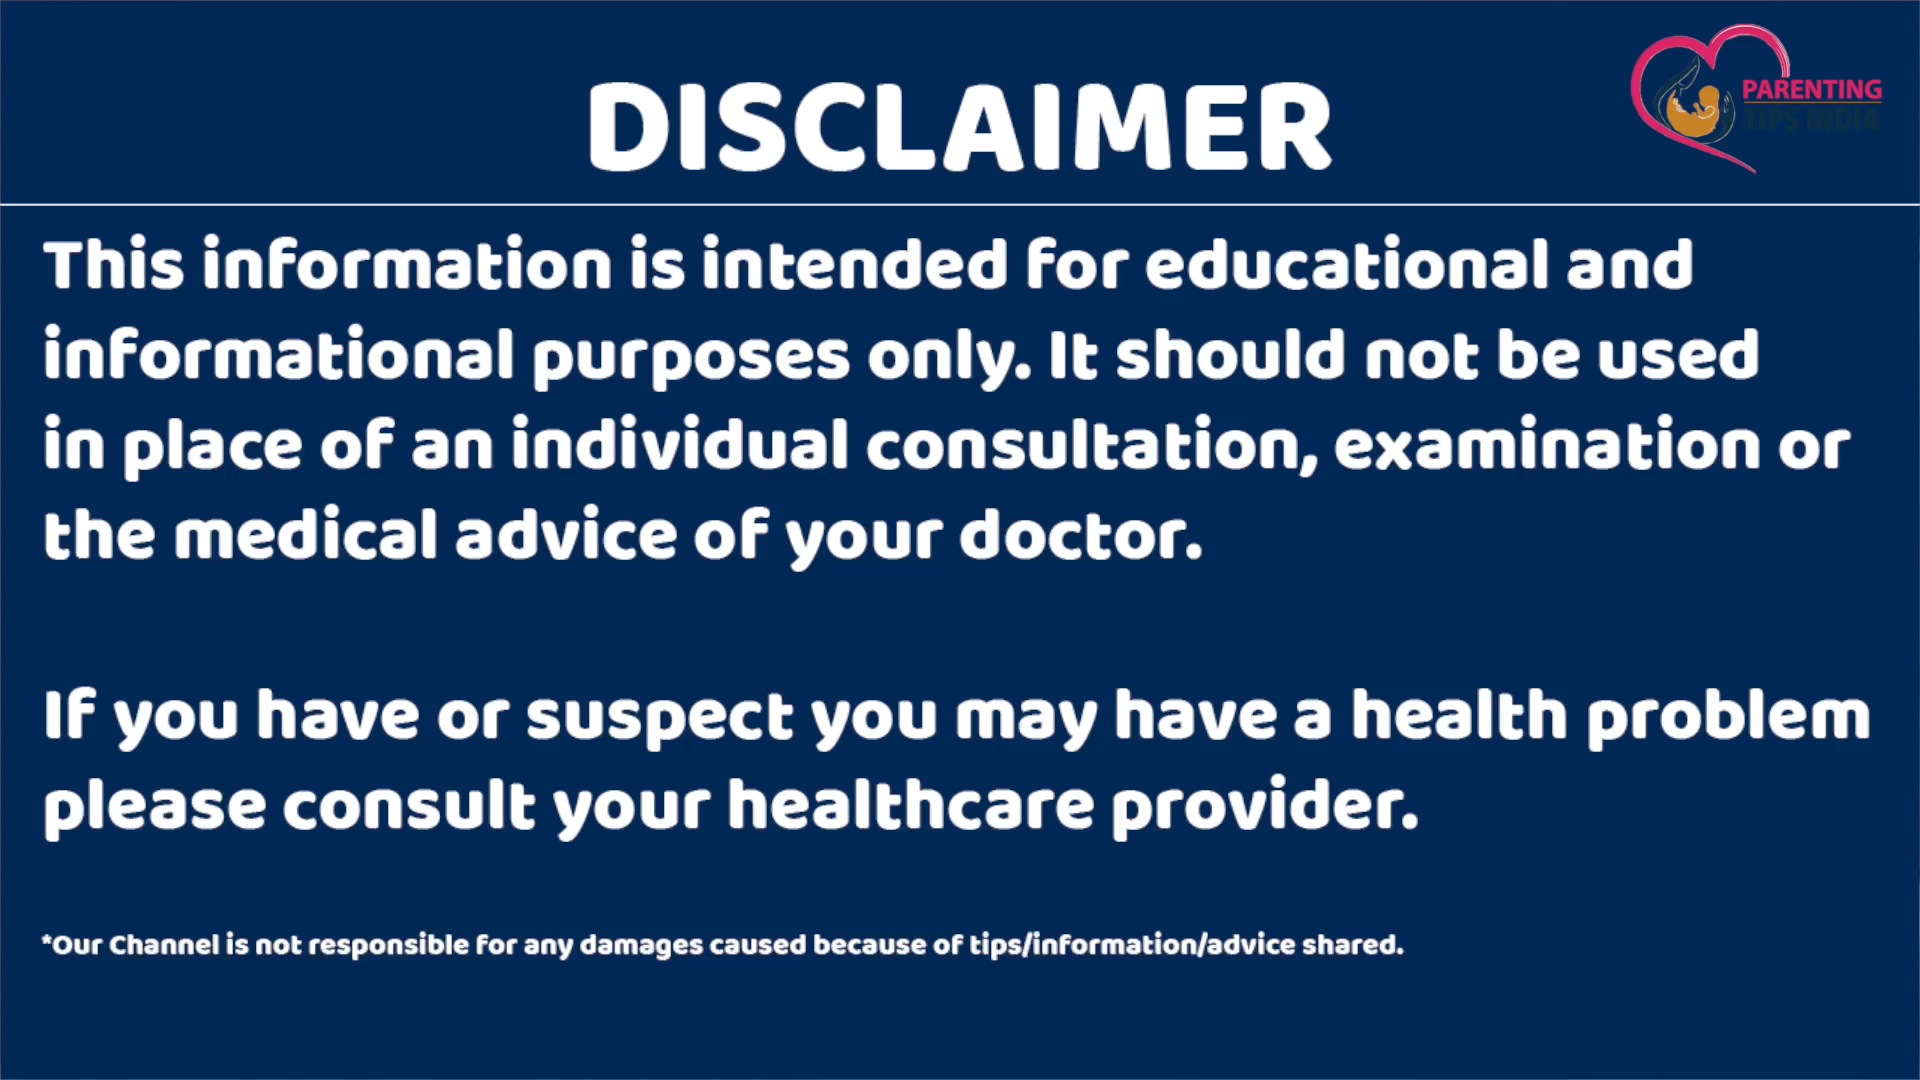 DISCLAIMER
PARENTING
TIPS INDIA
This information is intended for educational and
informational purposes only. It should not be used
in place of an individual consultation, examination or
the medical advice of your doctor.
If you have or suspect you may have a health problem
please consult your healthcare provider.
*Our Channel is not responsible for any damages caused because of tips/information/advice shared.